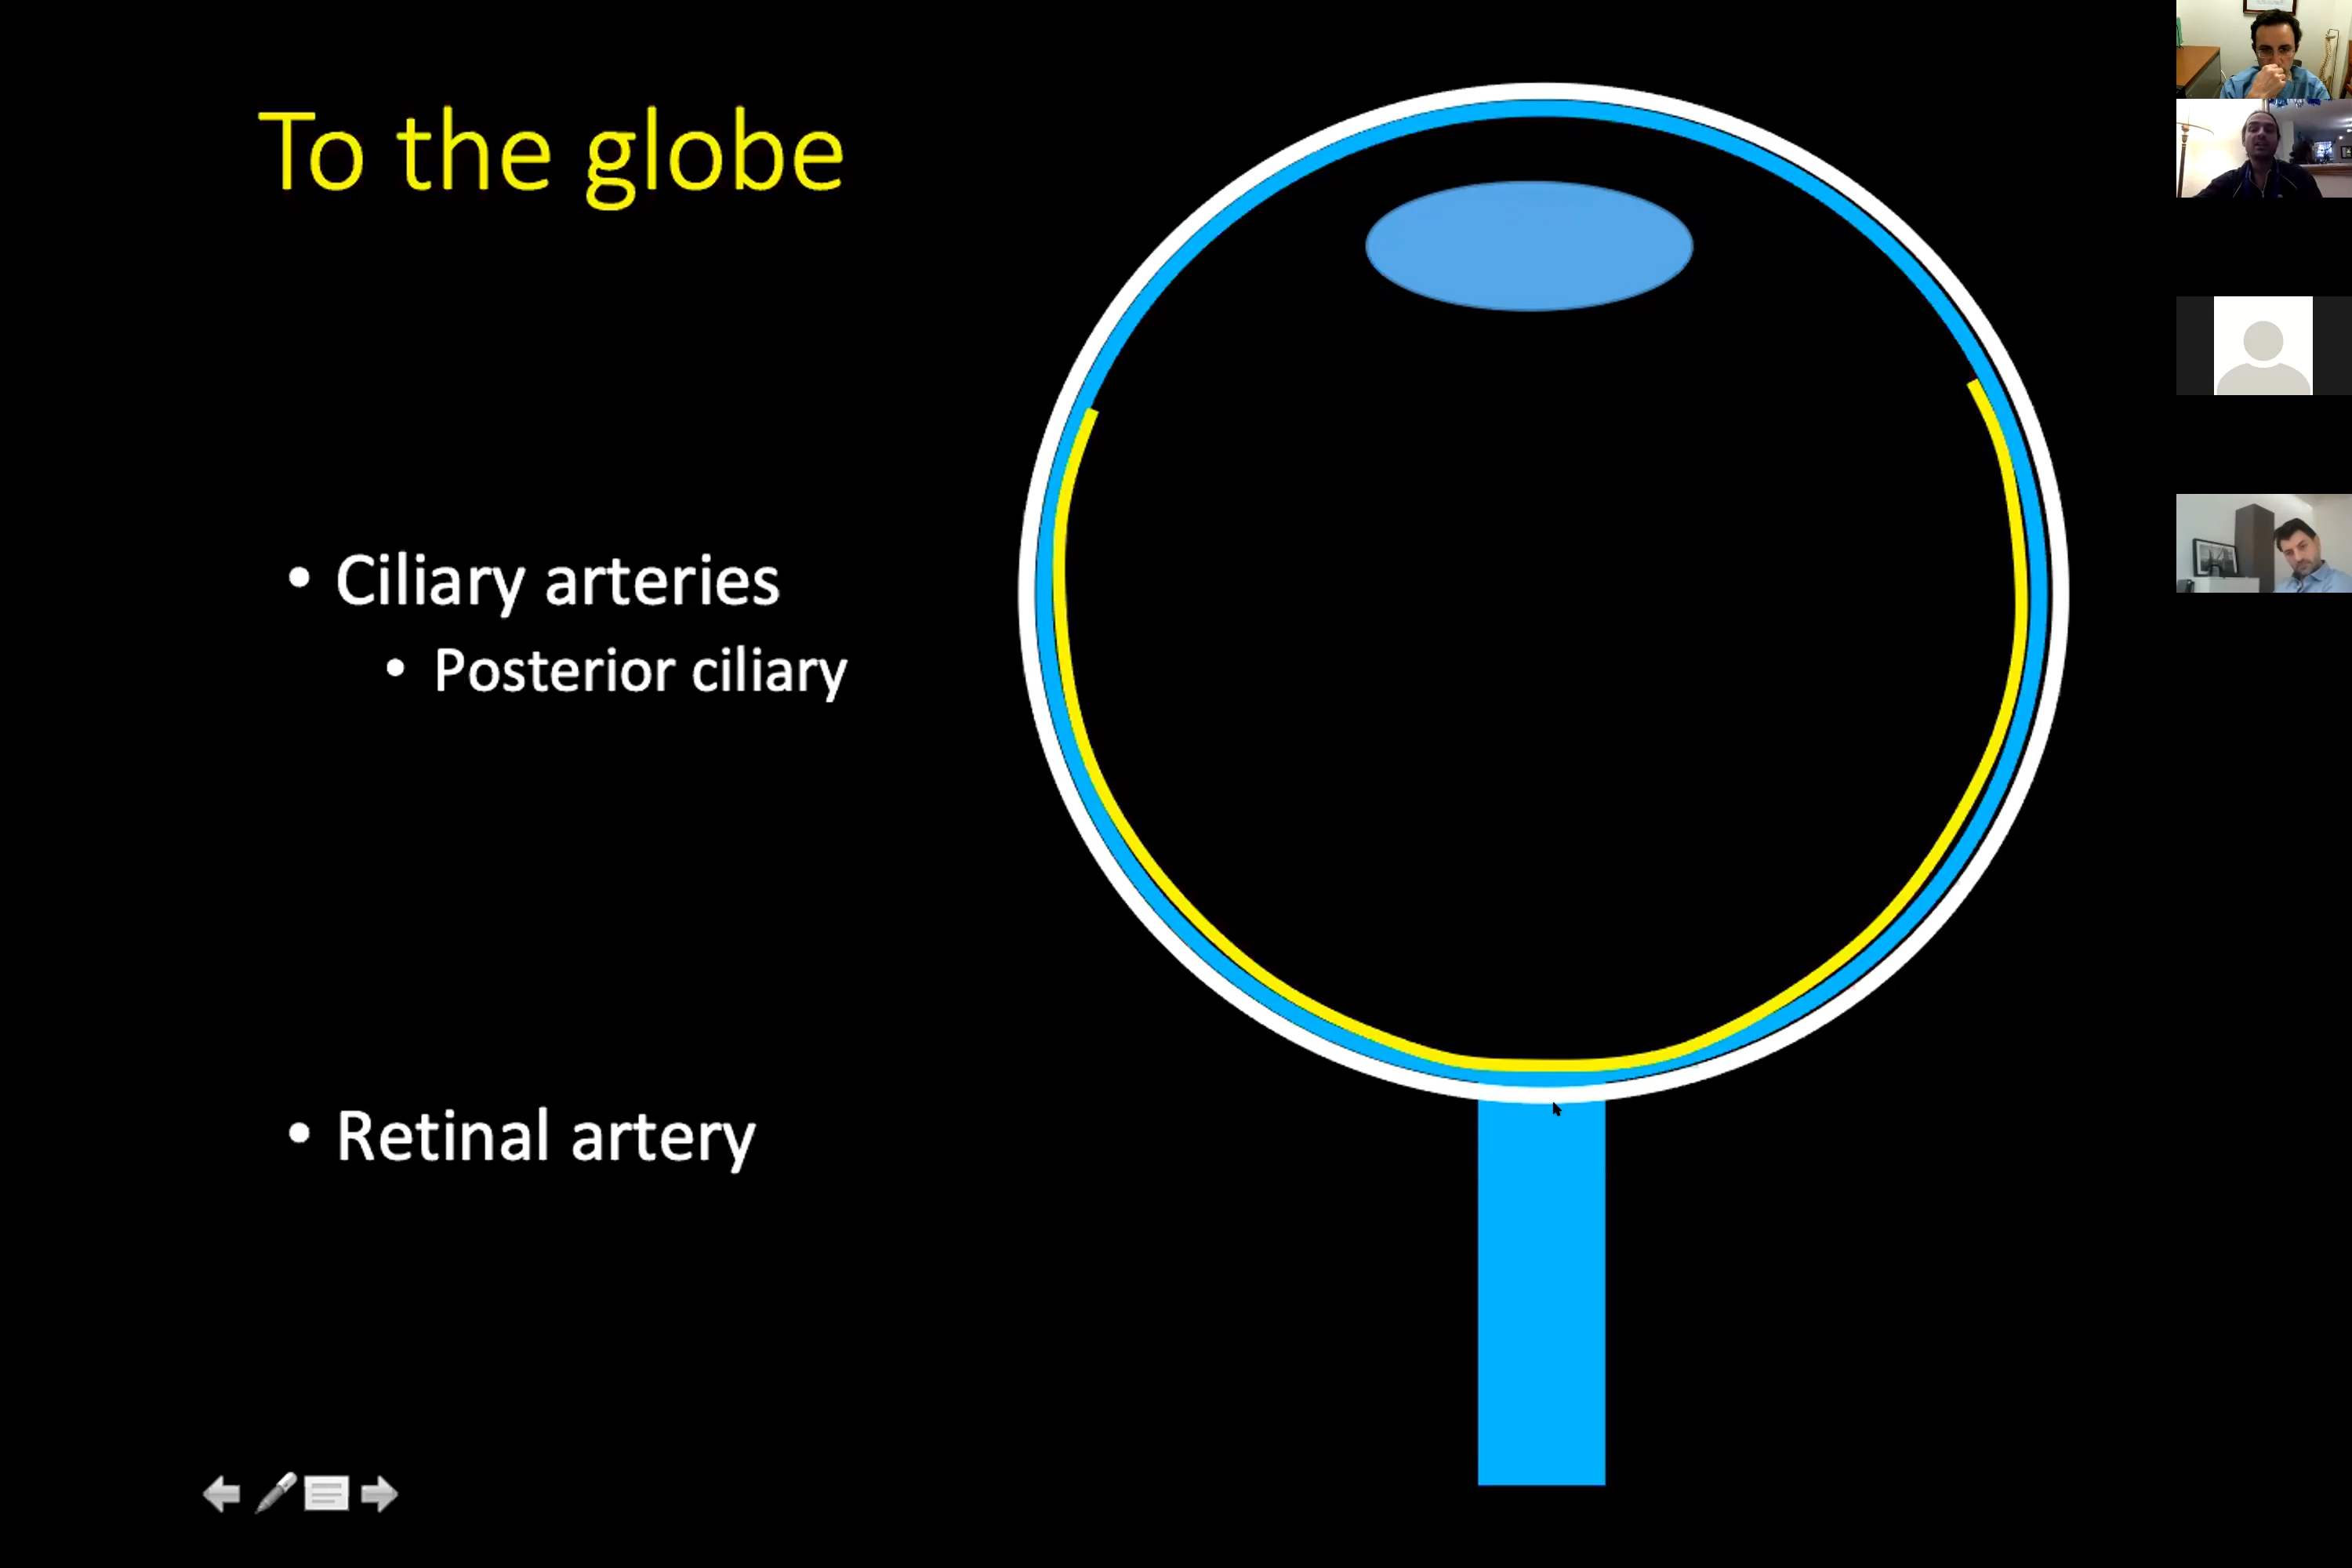 To the globe
• Ciliary arteries
• Posterior ciliary
• Retinal artery